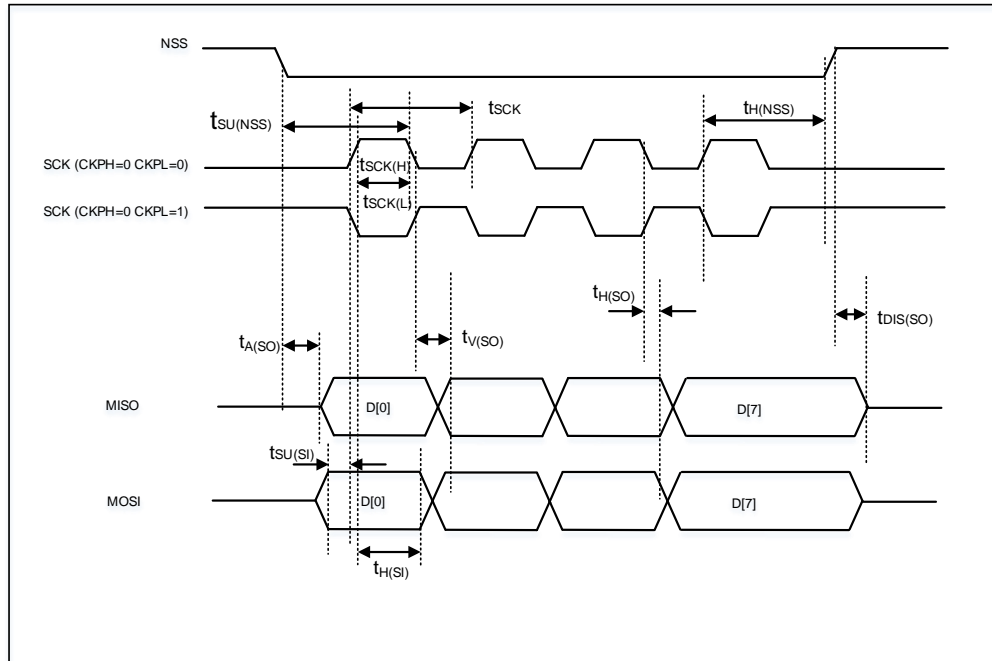 NSS
tSCK
tH(NSS)
tSU(NSS)
SCK (CKPH=0 CKPL=0)
tSCK(H)
tSCK(L)
SCK (CKPH=0 CKPL=1)
tH(SO)
tDIS(SO)
tV(SO)
tA(SO)
MISO
D[0]
D[7]
tSU(SI)
MOSI
D[0]
D[7]
tH(SI)